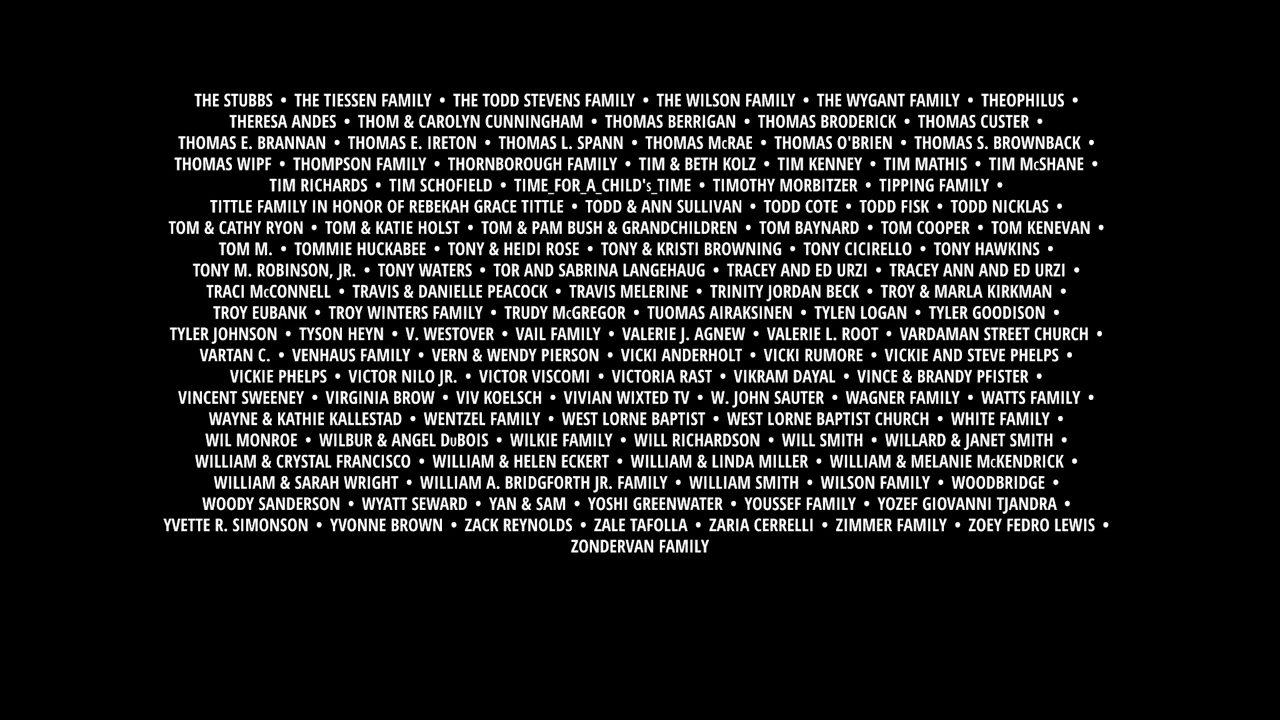 THE STUBBS • THE TIESSEN FAMILY • THE TODD STEVENS FAMILY • THE WILSON FAMILY • THE WYGANT FAMILY • THEOPHILUS •
THERESA ANDES • THOM & CAROLYN CUNNINGHAM • THOMAS BERRIGAN • THOMAS BRODERICK • THOMAS CUSTER •
THOMAS E. BRANNAN • THOMAS E. IRETON • THOMAS L. SPANN • THOMAS McRAE • THOMAS O'BRIEN • THOMAS S. BROWNBACK •
THOMAS WIPF • THOMPSON FAMILY • THORNBOROUGH FAMILY • TIM & BETH KOLZ • TIM KENNEY • TIM MATHIS • TIM McSHANE •
TIM RICHARDS • TIM SCHOFIELD • TIME_FOR_A_CHILD's_TIME • TIMOTHY MORBITZER • TIPPING FAMILY •
TITTLE FAMILY IN HONOR OF REBEKAH GRACE TITTLE • TODD & ANN SULLIVAN • TODD COTE • TODD FISK • TODD NICKLAS •
TOM & CATHY RYON • TOM & KATIE HOLST • TOM & PAM BUSH & GRANDCHILDREN • TOM BAYNARD • TOM COOPER • TOM KENEVAN •
TOM M. • TOMMIE HUCKABEE • TONY & HEIDI ROSE • TONY & KRISTI BROWNING • TONY CICIRELLO • TONY HAWKINS •
TONY M. ROBINSON, JR. • TONY WATERS • TOR AND SABRINA LANGEHAUG • TRACEY AND ED URZI • TRACEY ANN AND ED URZI •
TRACI McCONNELL • TRAVIS & DANIELLE PEACOCK • TRAVIS MELERINE • TRINITY JORDAN BECK • TROY & MARLA KIRKMAN •
TROY EUBANK • TROY WINTERS FAMILY • TRUDY McGREGOR • TUOMAS AIRAKSINEN • TYLEN LOGAN • TYLER GOODISON •
TYLER JOHNSON • TYSON HEYN • V. WESTOVER • VAIL FAMILY • VALERIE J. AGNEW • VALERIE L. ROOT • VARDAMAN STREET CHURCH •
VARTAN C. • VENHAUS FAMILY • VERN & WENDY PIERSON • VICKI ANDERHOLT • VICKI RUMORE • VICKIE AND STEVE PHELPS •
VICKIE PHELPS • VICTOR NILO JR. • VICTOR VISCOMI • VICTORIA RAST • VIKRAM DAYAL • VINCE & BRANDY PFISTER •
VINCENT SWEENEY • VIRGINIA BROW • VIV KOELSCH • VIVIAN WIXTED TV • W. JOHN SAUTER • WAGNER FAMILY • WATTS FAMILY •
WAYNE & KATHIE KALLESTAD • WENTZEL FAMILY • WEST LORNE BAPTIST • WEST LORNE BAPTIST CHURCH • WHITE FAMILY •
WIL MONROE • WILBUR & ANGEL DuBOIS • WILKIE FAMILY • WILL RICHARDSON • WILL SMITH • WILLARD & JANET SMITH •
WILLIAM & CRYSTAL FRANCISCO • WILLIAM & HELEN ECKERT • WILLIAM & LINDA MILLER • WILLIAM & MELANIE McKENDRICK •
WILLIAM & SARAH WRIGHT • WILLIAM A. BRIDGFORTH JR. FAMILY • WILLIAM SMITH • WILSON FAMILY • WOODBRIDGE •
WOODY SANDERSON • WYATT SEWARD • YAN & SAM • YOSHI GREENWATER • YOUSSEF FAMILY • YOZEF GIOVANNI TJANDRA •
YVETTE R. SIMONSON • YVONNE BROWN • ZACK REYNOLDS • ZALE TAFOLLA • ZARIA CERRELLI • ZIMMER FAMILY • ZOEY FEDRO LEWIS •
ZONDERVAN FAMILY